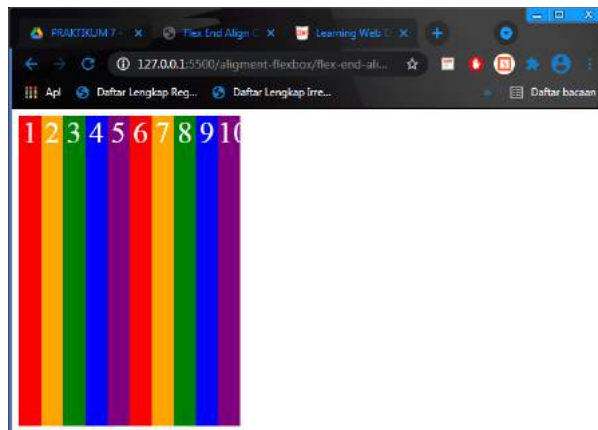 PRAKTIKUM 7 -
Flex End Align C
Learning Web D
127.0.0.1:5500/aligment-flexbox/flex-end-ali...
Apl
Daftar Lengkap Reg...
Daftar Lengkap Irre...
Daftar bacaan
1 2 3 4 5 6 7 8 9 10